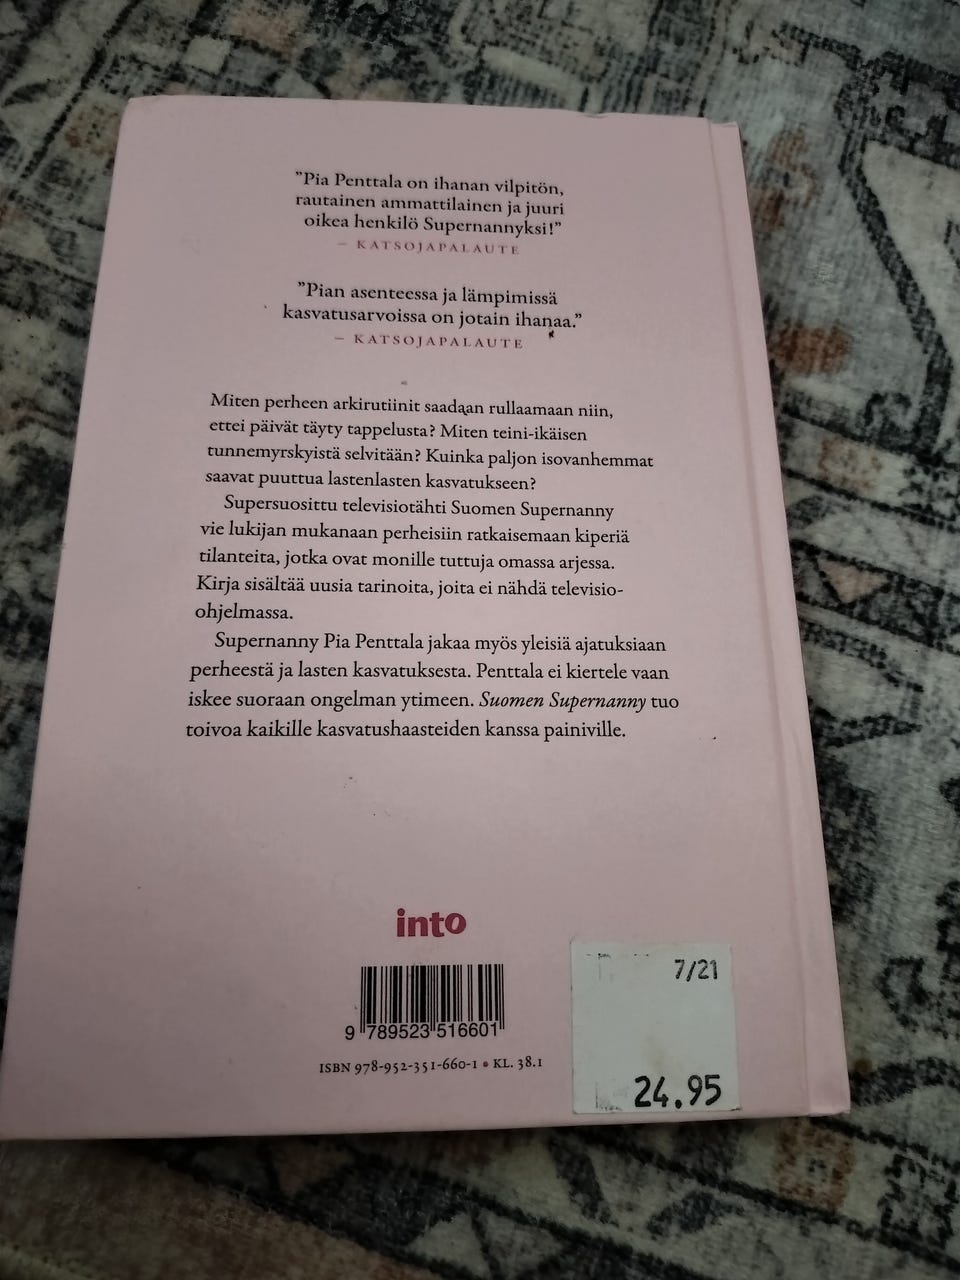 ”Pia Penttala on ihanan vilpitön,
rautainen ammattilainen ja juuri
oikea henkilö Supernannyksi!”
– KATSOJAPALAUTE
”Pian asenteessa ja lämpimissä
kasvatusarvoissa on jotain ihanaa.”
– KATSOJAPALAUTE
Miten perheen arkirutiinit saadaan rullaamaan niin,
ettei päivät täyty tappelusta? Miten teini-ikäisen
tunnemyrskyistä selvitään? Kuinka paljon isovanhemmat
saavat puuttua lastenlasten kasvatukseen?
Supersuosittu televisiotähti Suomen Supernanny
vie lukijan mukanaan perheisiin ratkaisemaan kiperiä
tilanteita, jotka ovat monille tuttuja omassa arjessa.
Kirja sisältää uusia tarinoita, joita ei nähdä televisio-
ohjelmassa.
Supernanny Pia Penttala jakaa myös yleisiä ajatuksiaan
perheestä ja lasten kasvatuksesta. Penttala ei kiertele vaan
iskee suoraan ongelman ytimeen. Suomen Supernanny tuo
toivoa kaikille kasvatushaasteiden kanssa painiville.
into
9 789523 516601
ISBN 978-952-351-660-1 • KL. 38.1
7/21
24.95